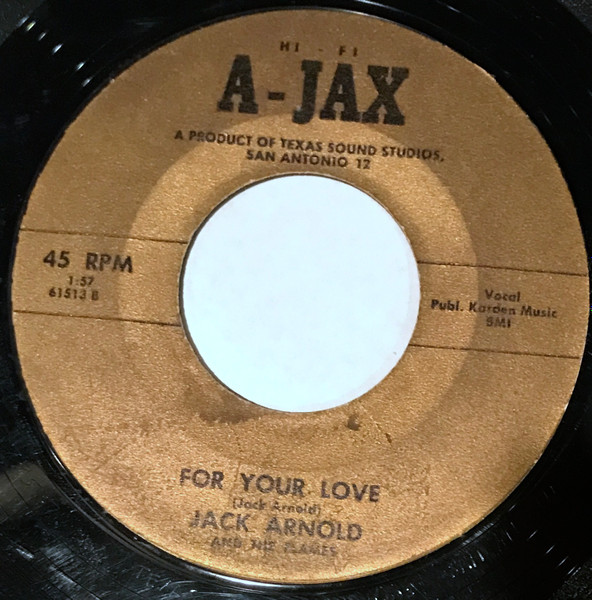 HI - FI
A-JAX
A PRODUCT OF TEXAS SOUND STUDIOS,
SAN ANTONIO 12
45 RPM
1:57
61513 B
Vocal
Publ. Karden Music
BMI
FOR YOUR LOVE
(Jack Arnold)
JACK ARNOLD
AND THE FLAMES